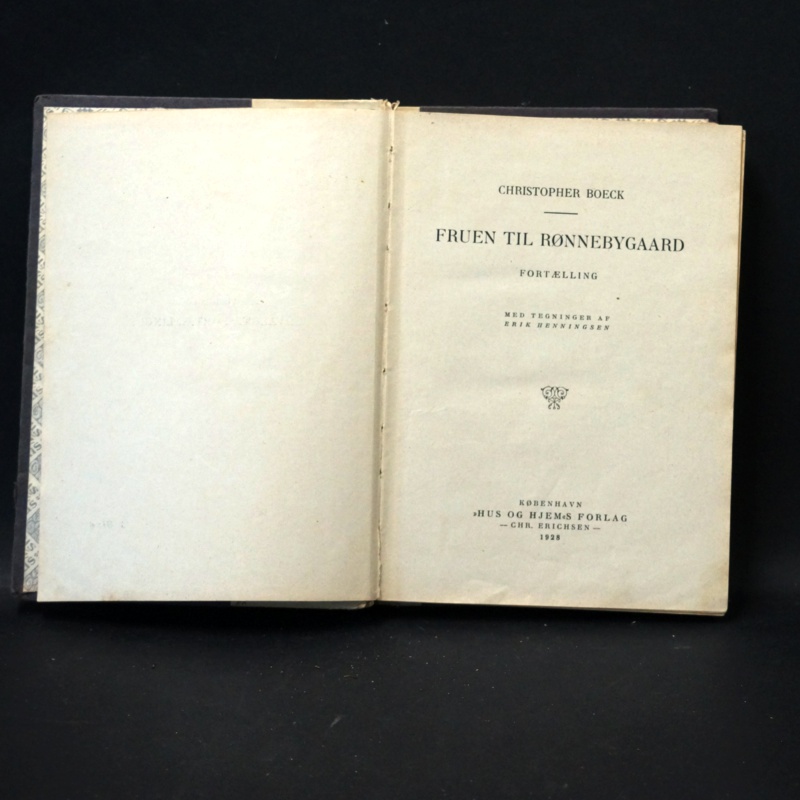 CHRISTOPHER BOECK
FRUEN TIL RØNNEBYGAARD
FORTÆLLING
MED TEGNINGER AF
ERIK HENNINGSEN
KØBENHAVN
»HUS OG HJEM«S FORLAG
— CHR. ERICHSEN —
1928